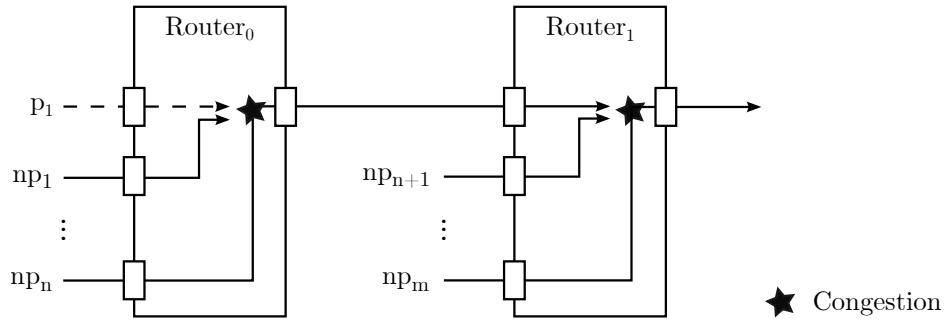 Router₀
Router₁
p₁
np₁
npₙ₊₁
⋮
⋮
npₙ
npₘ
Congestion